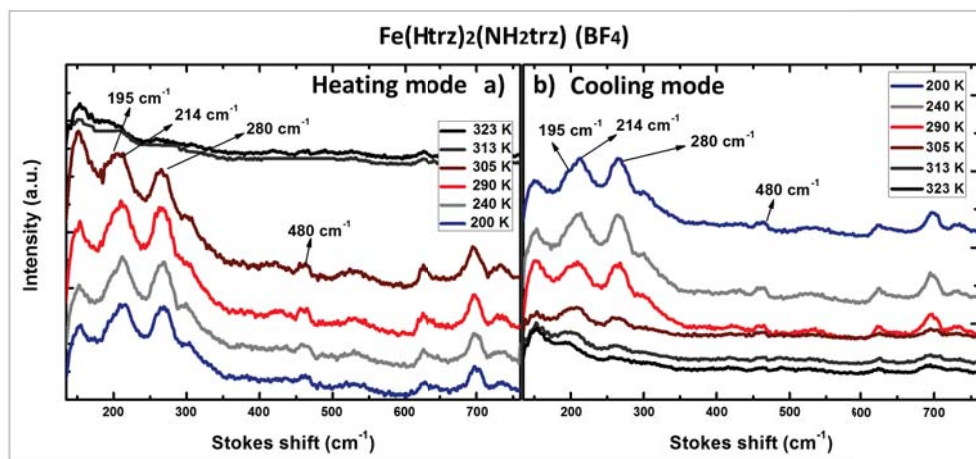 Fe(Htrz)2(NH2trz) (BF4)
Heating mode a)
195 cm-1
214 cm-1
280 cm-1
480 cm-1
323 K
313 K
305 K
290 K
240 K
200 K
b) Cooling mode
195 cm-1
214 cm-1
280 cm-1
480 cm-1
200 K
240 K
290 K
305 K
313 K
323 K
Intensity (a.u.)
200 300 400 500 600 700
200 300 400 500 600 700
Stokes shift (cm-1)
Stokes shift (cm-1)